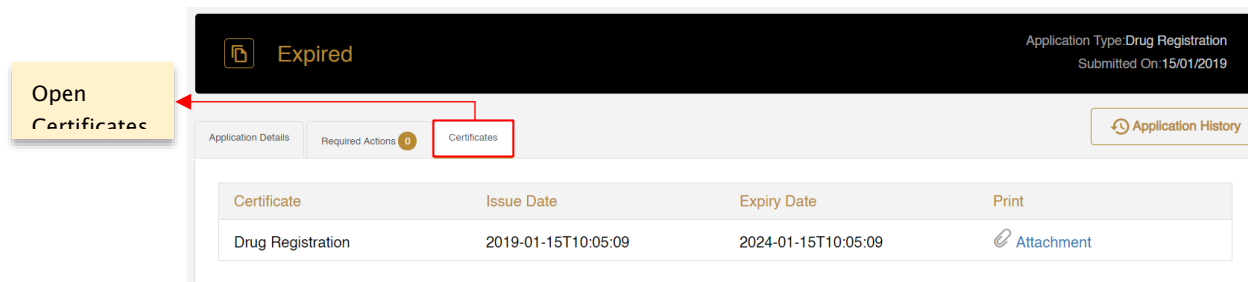 Expired
Application Type:Drug Registration
Submitted On:15/01/2019
Open
Certificates
Application History
Application Details
Required Actions 0
Certificates
Certificate Issue Date Expiry Date Print
Drug Registration 2019-01-15T10:05:09 2024-01-15T10:05:09 Attachment